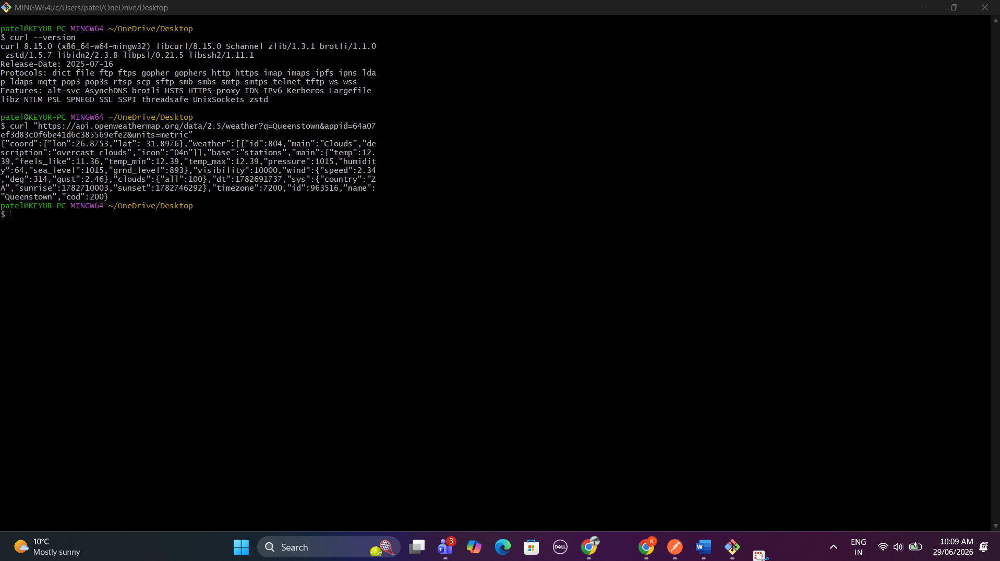 MINGW64:/c/Users/patel/OneDrive/Desktop
patel@KEYUR-PC MINGW64 ~/OneDrive/Desktop
$ curl --version
curl 8.15.0 (x86_64-w64-mingw32) libcurl/8.15.0 Schannel zlib/1.3.1 brotli/1.1.0
 zstd/1.5.7 libidn2/2.3.8 libpsl/0.21.5 libssh2/1.11.1
Release-Date: 2025-07-16
Protocols: dict file ftp ftps gopher gophers http https imap imaps ipfs ipns lda
p ldaps mqtt pop3 pop3s rtsp scp sftp smb smbs smtp smtps telnet tftp ws wss
Features: alt-svc AsynchDNS brotli HSTS HTTPS-proxy IDN IPv6 Kerberos Largefile
libz NTLM PSL SPNEGO SSL SSPI threadsafe UnixSockets zstd
patel@KEYUR-PC MINGW64 ~/OneDrive/Desktop
$ curl "https://api.openweathermap.org/data/2.5/weather?q=Queenstown&appid=64a07
ef3d83c0f6be41d6c385569efe2&units=metric"
{"coord":{"lon":26.8753,"lat":-31.8976},"weather":[{"id":804,"main":"Clouds","de
scription":"overcast clouds","icon":"04n"}],"base":"stations","main":{"temp":12.
39,"feels_like":11.36,"temp_min":12.39,"temp_max":12.39,"pressure":1015,"humidit
y":64,"sea_level":1015,"grnd_level":893},"visibility":10000,"wind":{"speed":2.34
,"deg":314,"gust":2.46},"clouds":{"all":100},"dt":1782691737,"sys":{"country":"Z
A","sunrise":1782710003,"sunset":1782746292},"timezone":7200,"id":963516,"name":
"Queenstown","cod":200}
patel@KEYUR-PC MINGW64 ~/OneDrive/Desktop
$
10°C
Mostly sunny
Search
3
T
DELL
K
W
ENG
IN
10:09 AM
29/06/2026